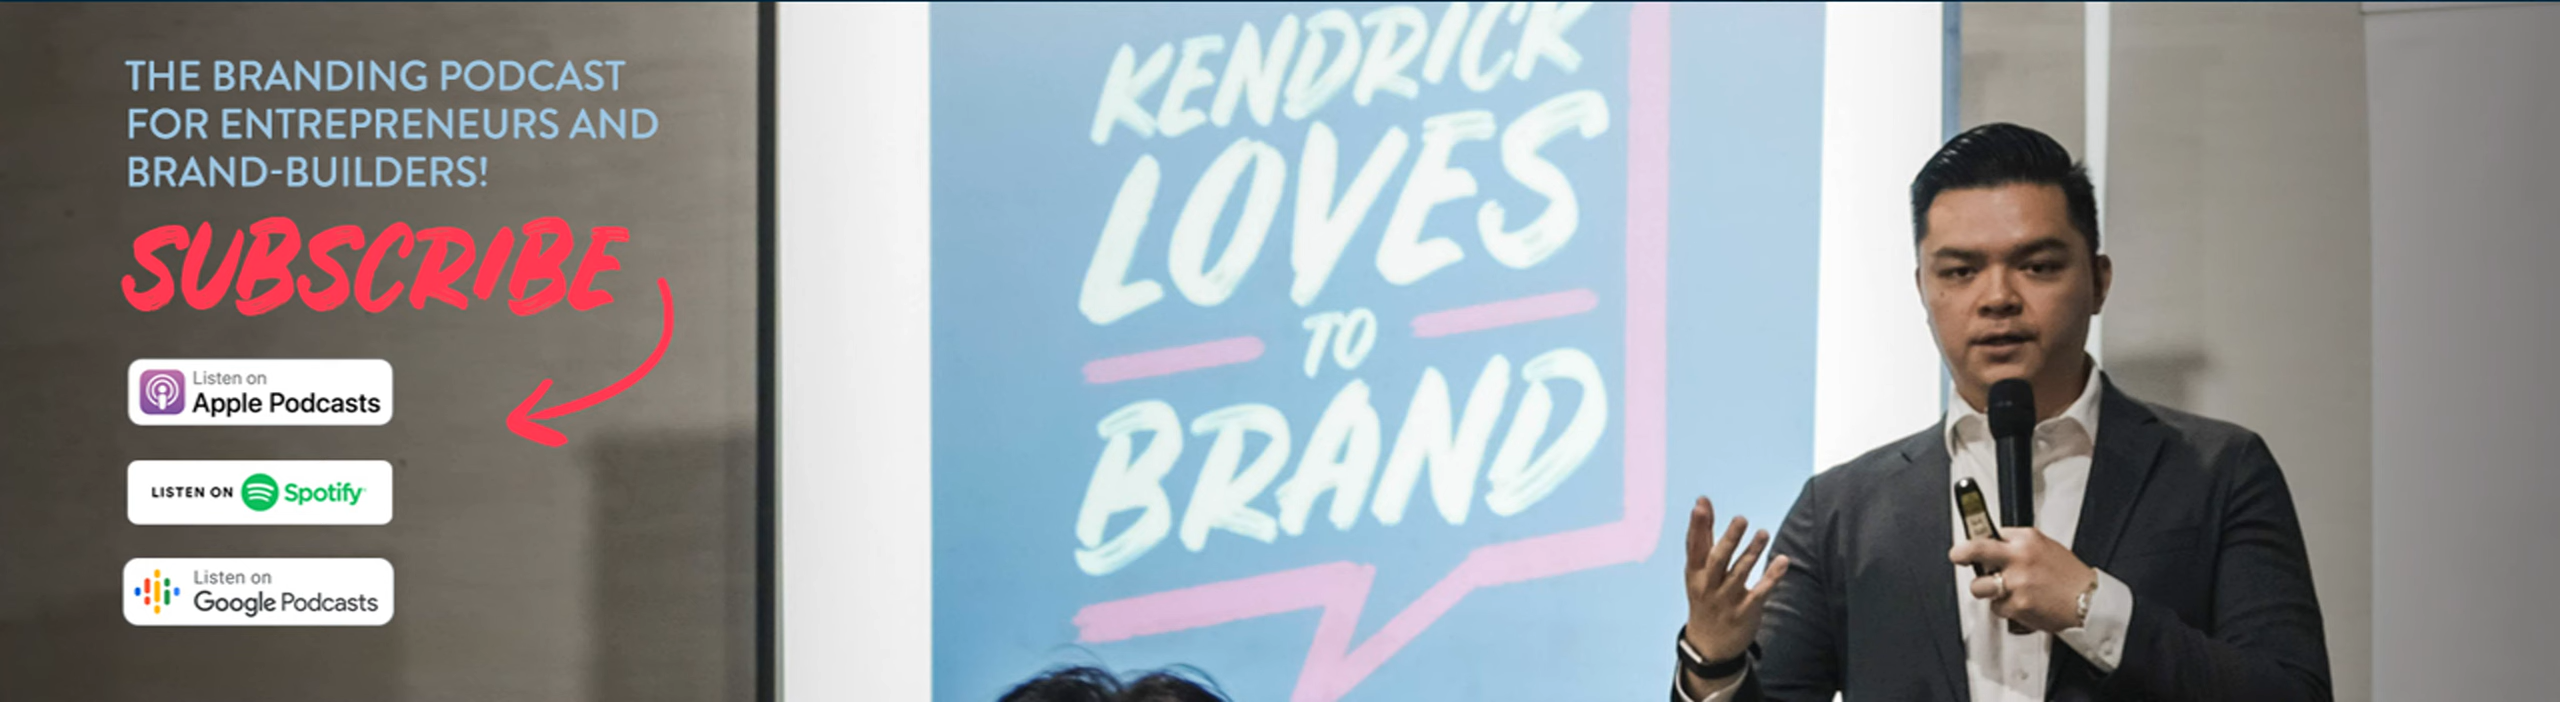 THE BRANDING PODCAST
FOR ENTREPRENEURS AND
BRAND-BUILDERS!
SUBSCRIBE
Listen on
Apple Podcasts
LISTEN ON Spotify
Listen on
Google Podcasts
KENDRICK
LOVES
TO
BRAND